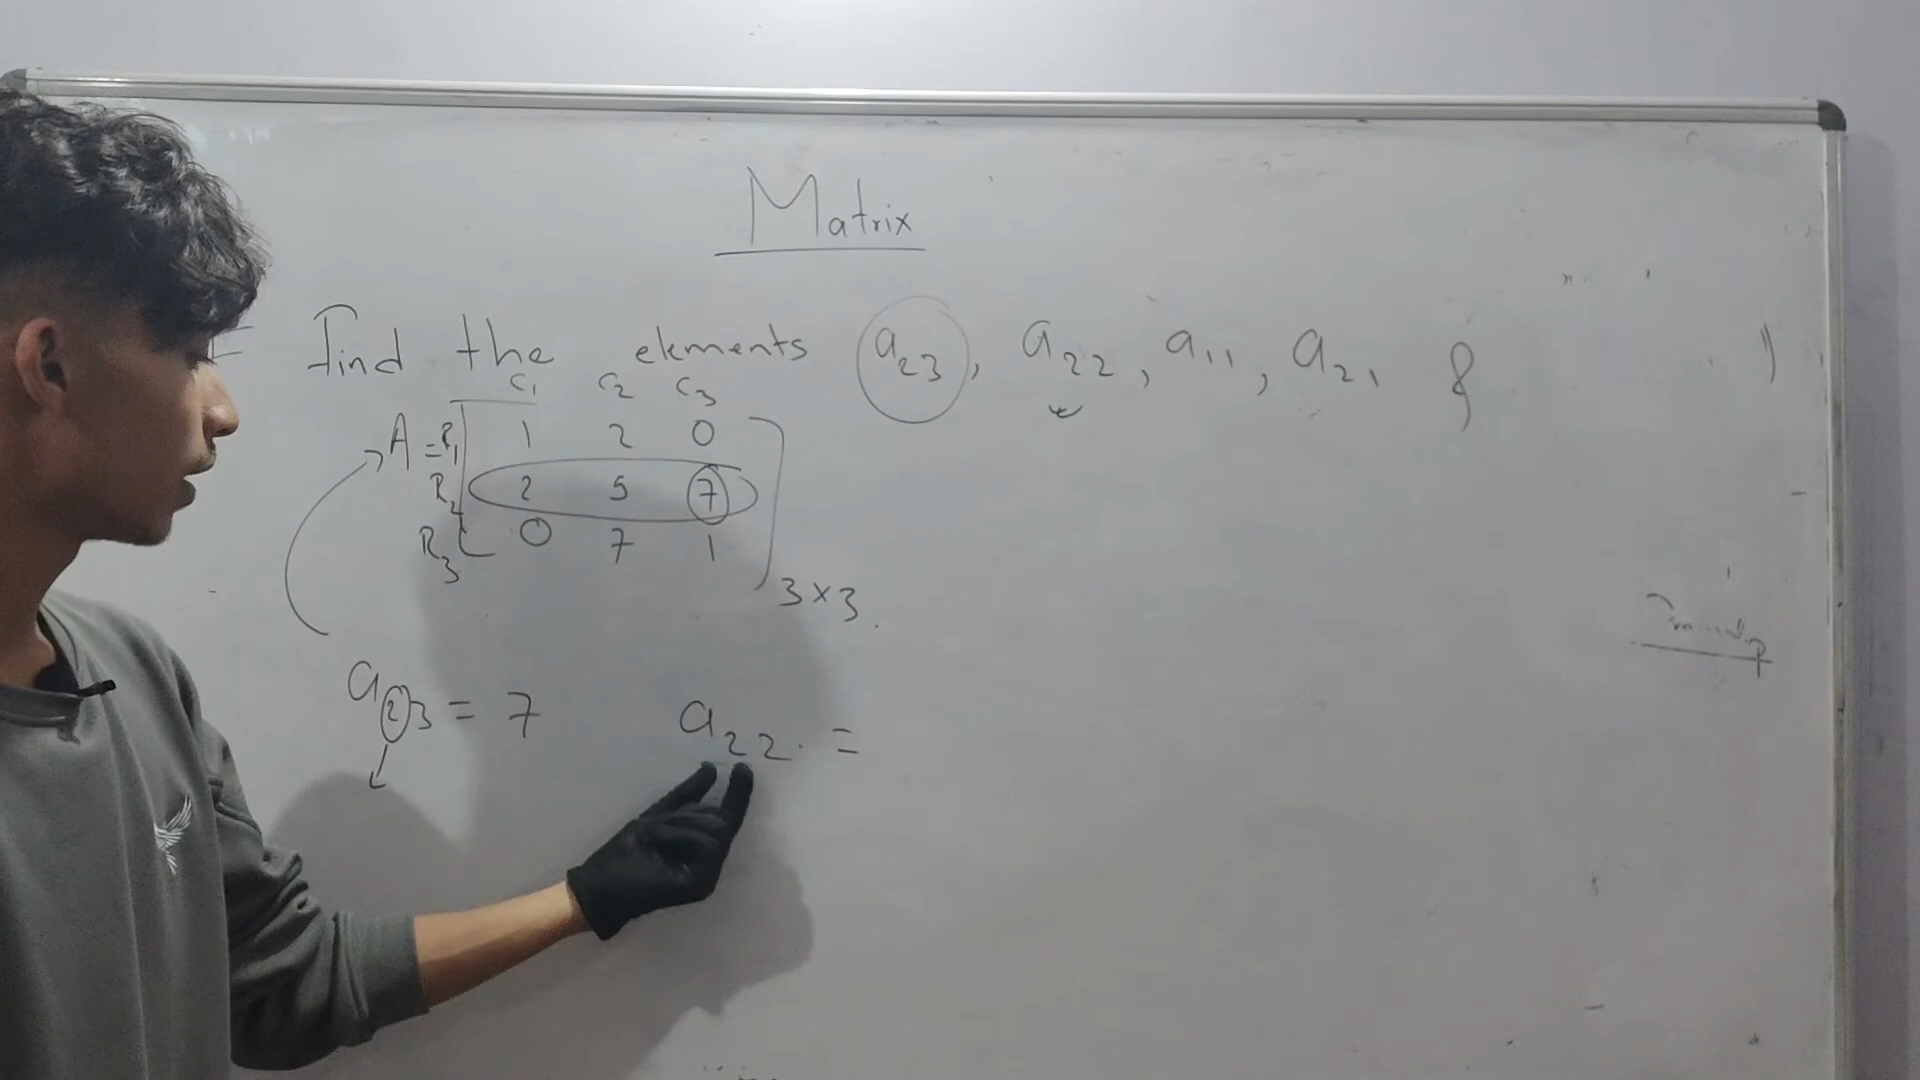 Matrix
Find the elements a₂₃, a₂₂, a₁₁, a₂₁ &
C₁ C₂ C₃
A = R₁ 1 2 0
R₂ 2 5 7
R₃ 0 7 1
3×3.
a₂₃ = 7 a₂₂. =